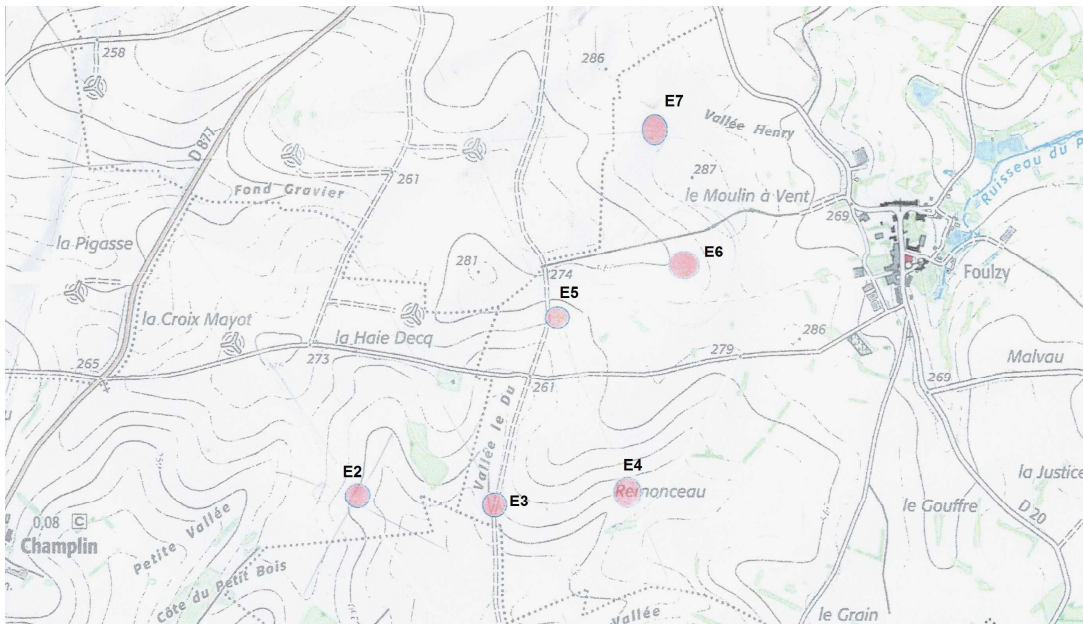 258
286
E7
D 877
Vallée Henry
261
287
Fond Gravier
le Moulin à Vent
269
Ruisseau du P
la Pigasse
281
274
E6
Foulzy
E5
la Croix Mayot
la Haie Decq
286
273
279
Malvau
265
261
269
Vallée le Du
E2
E4
la Justice
Remonceau
E3
le Gouffre
0,08 C
Champlin
Petite Vallée
D 20
Côte du Petit Bois
le Grain
Vallée